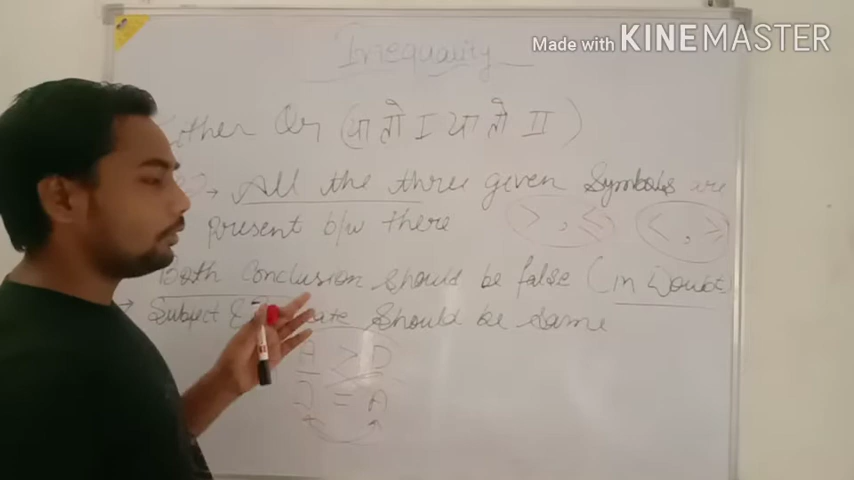 Inequality
Made with KINEMASTER
Either Or (या तो I या तो II)
→ All the three given Symbols are
present b/w there (>, ≤) (<, >)
Both Conclusion should be false (in Doubt)
→ Subject & should be same
A > D
D = A